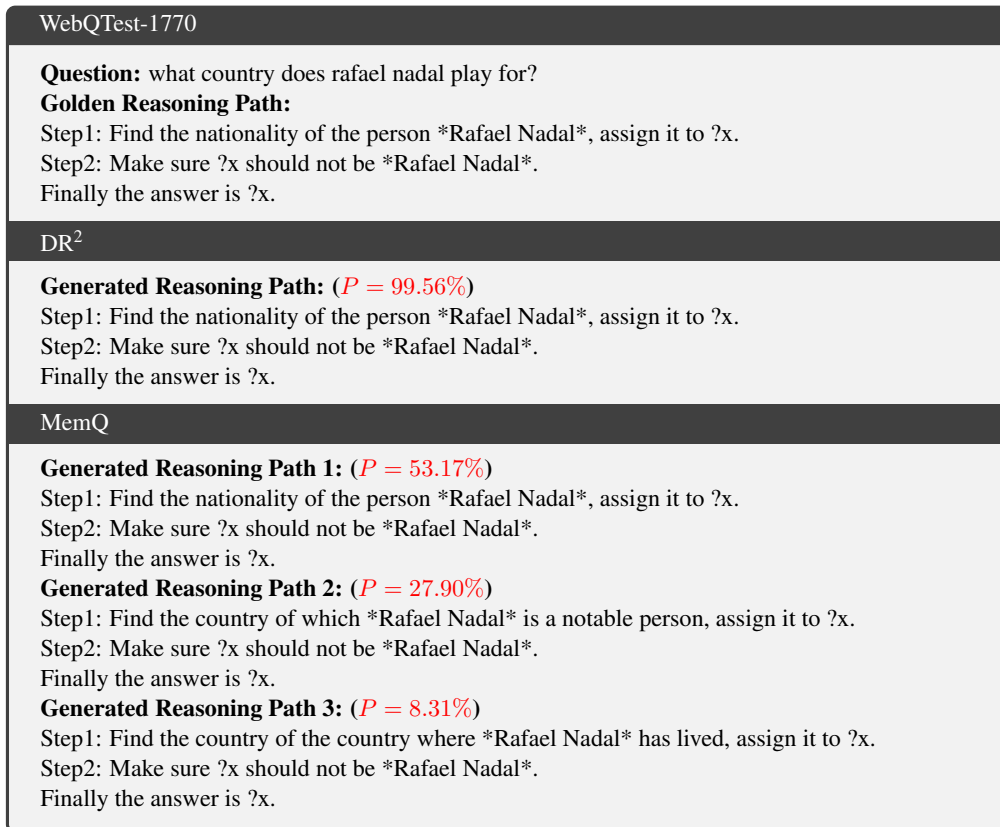 WebQTest-1770
Question: what country does rafael nadal play for?
Golden Reasoning Path:
Step1: Find the nationality of the person *Rafael Nadal*, assign it to ?x.
Step2: Make sure ?x should not be *Rafael Nadal*.
Finally the answer is ?x.
DR²
Generated Reasoning Path: (P = 99.56%)
Step1: Find the nationality of the person *Rafael Nadal*, assign it to ?x.
Step2: Make sure ?x should not be *Rafael Nadal*.
Finally the answer is ?x.
MemQ
Generated Reasoning Path 1: (P = 53.17%)
Step1: Find the nationality of the person *Rafael Nadal*, assign it to ?x.
Step2: Make sure ?x should not be *Rafael Nadal*.
Finally the answer is ?x.
Generated Reasoning Path 2: (P = 27.90%)
Step1: Find the country of which *Rafael Nadal* is a notable person, assign it to ?x.
Step2: Make sure ?x should not be *Rafael Nadal*.
Finally the answer is ?x.
Generated Reasoning Path 3: (P = 8.31%)
Step1: Find the country of the country where *Rafael Nadal* has lived, assign it to ?x.
Step2: Make sure ?x should not be *Rafael Nadal*.
Finally the answer is ?x.